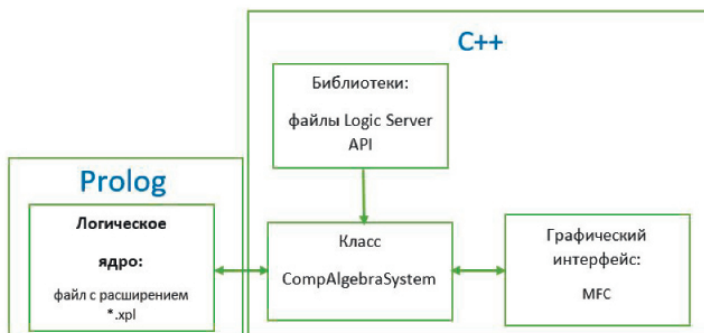 C++
Библиотеки:
файлы Logic Server
API
Prolog
Логическое
ядро:
файл с расширением
*.xpl
Класс
CompAlgebraSystem
Графический
интерфейс:
MFC